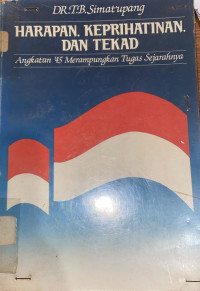 DR.T.B.Simatupang
HARAPAN, KEPRIHATINAN,
DAN TEKAD
Angkatan '45 Merampungkan Tugas Sejarahnya